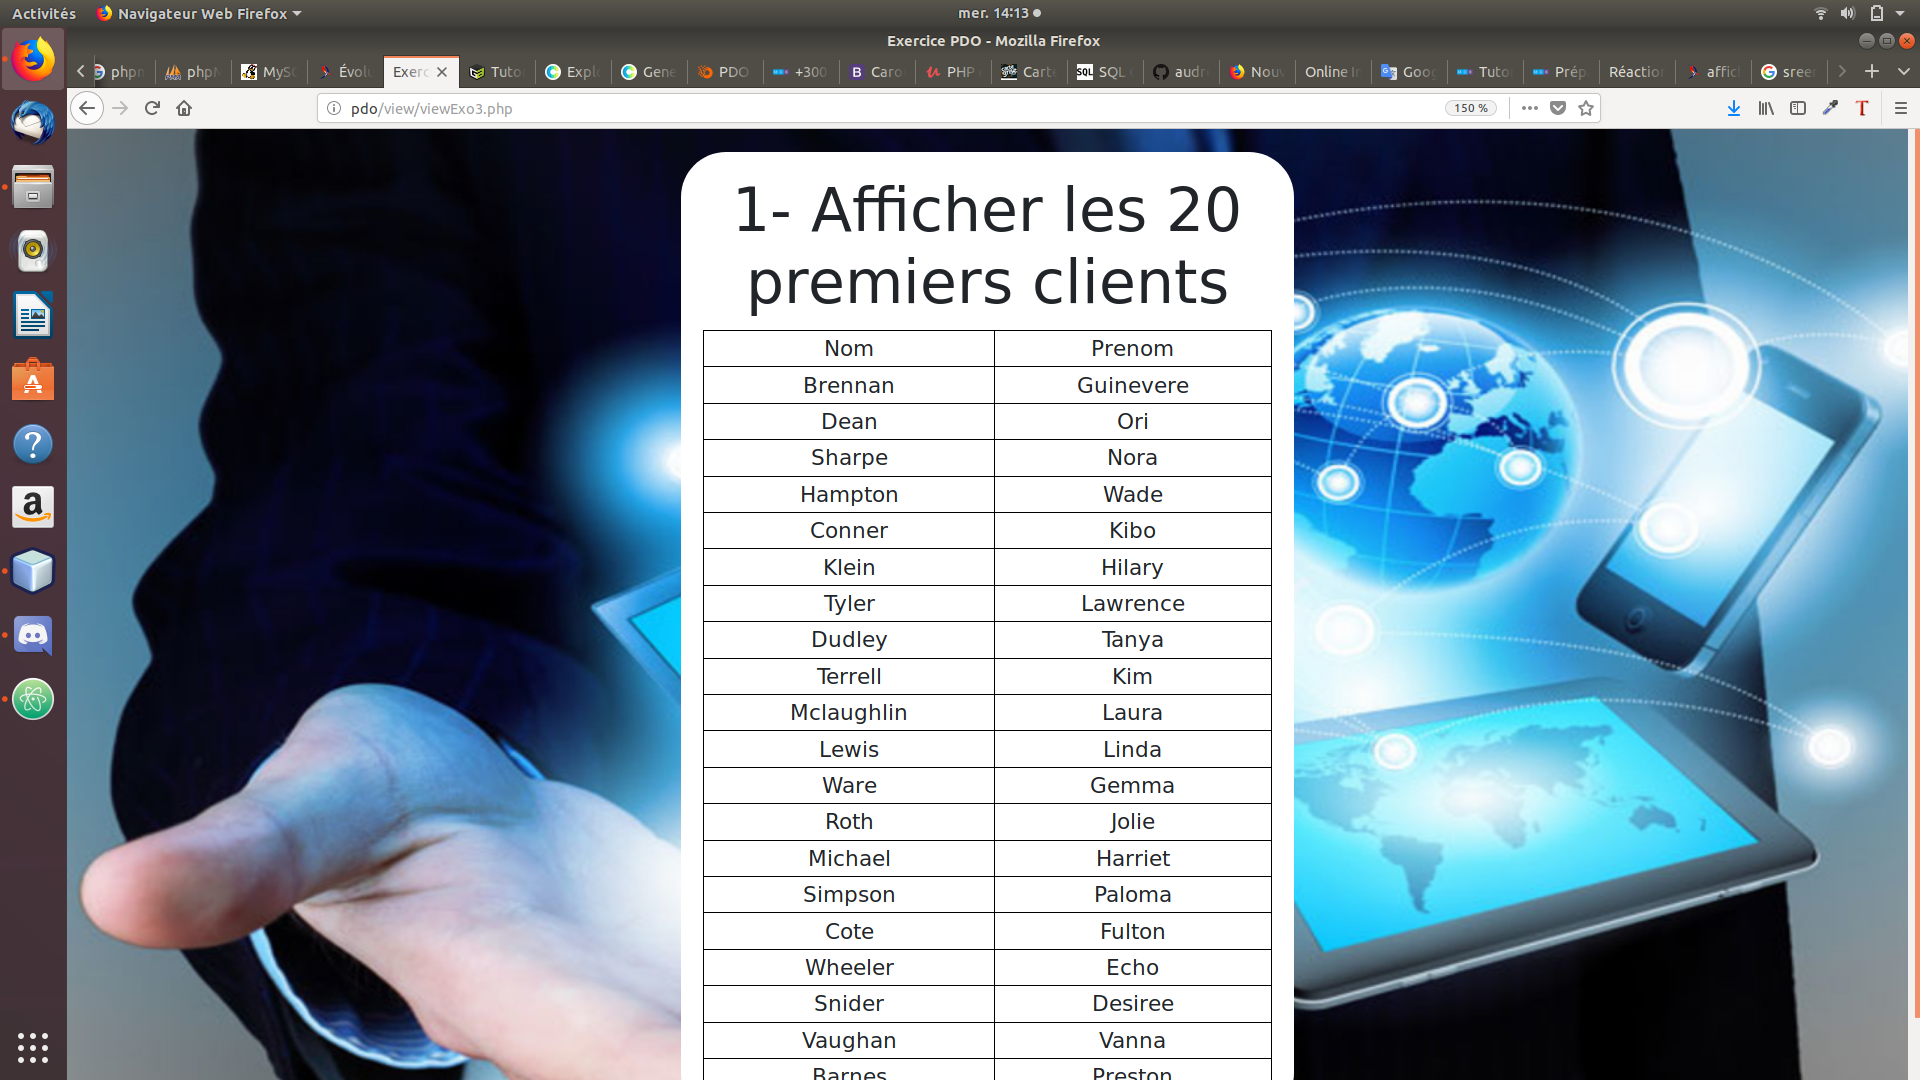 Activités Navigateur Web Firefox mer. 14:13
Exercice PDO - Mozilla Firefox
phpn phpM MySQ Évol Exerc Tuto Expl Gene PDO +300 Caro PHP Cart SQL audr Nouv Online I Goog Tuto Prép Réaction affic sreen
pdo/view/viewExo3.php 150 %
1- Afficher les 20
premiers clients
Nom Prenom
Brennan Guinevere
Dean Ori
Sharpe Nora
Hampton Wade
Conner Kibo
Klein Hilary
Tyler Lawrence
Dudley Tanya
Terrell Kim
Mclaughlin Laura
Lewis Linda
Ware Gemma
Roth Jolie
Michael Harriet
Simpson Paloma
Cote Fulton
Wheeler Echo
Snider Desiree
Vaughan Vanna
Barnes Preston